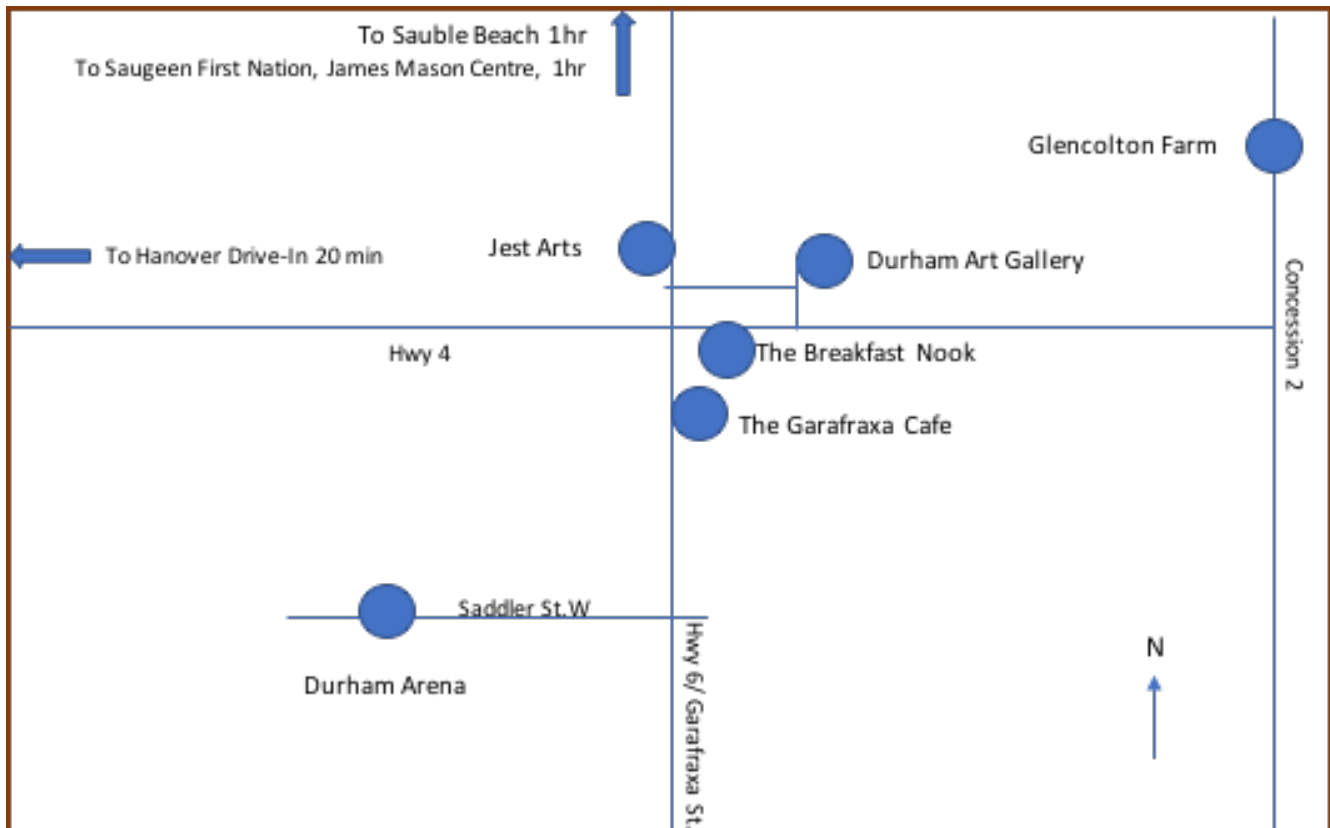 To Sauble Beach 1hr
To Saugeen First Nation, James Mason Centre, 1hr
Glencolton Farm
Jest Arts
To Hanover Drive-In 20 min
Durham Art Gallery
Concession 2
Hwy 4
The Breakfast Nook
The Garafraxa Cafe
Saddler St.W
Durham Arena
Hwy 6/ Garafraxa St.
N